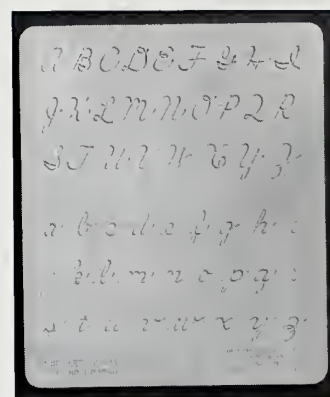 A B C D E F G H I
J K L M N O P Q R
S T U V W X Y Z
a b c d e f g h i
j k l m n o p q r
s t u v w x y z